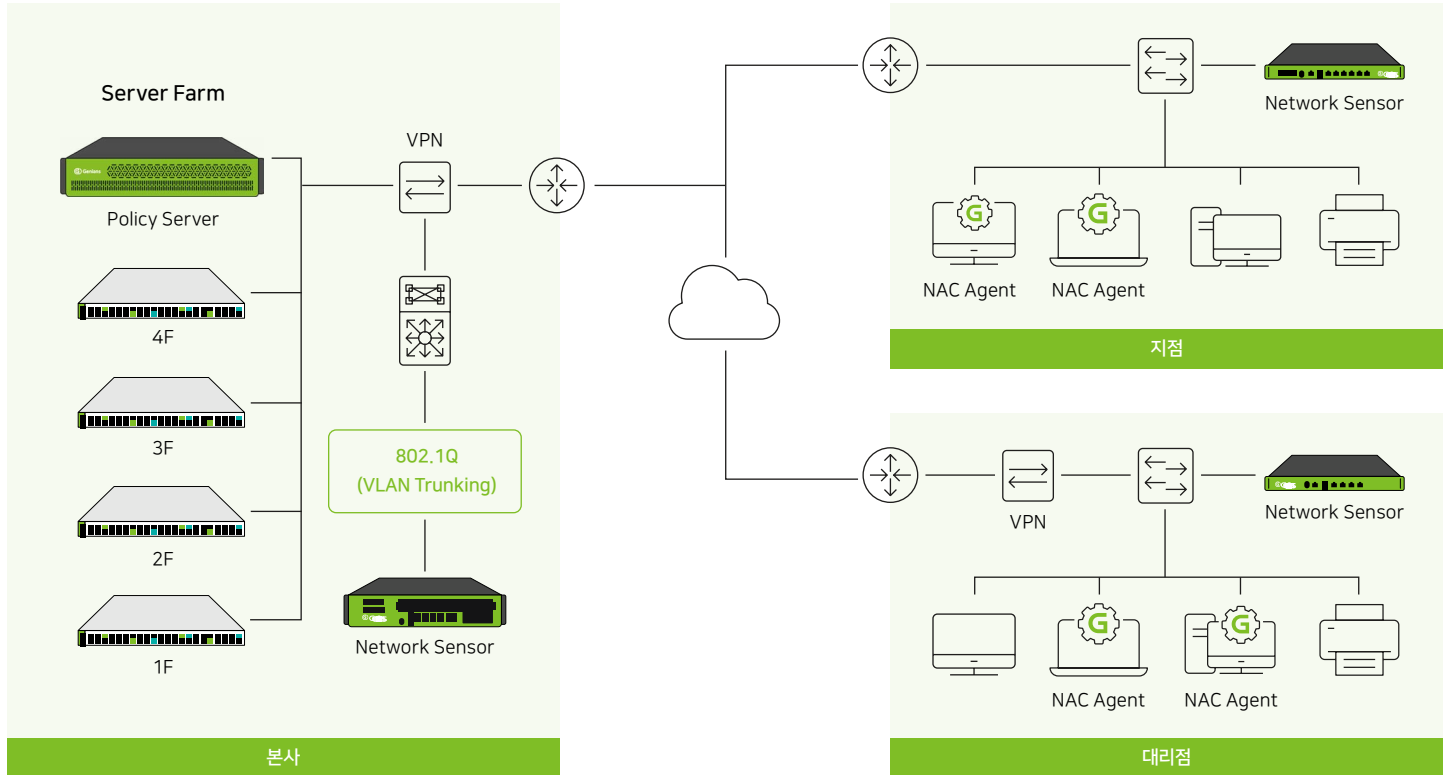 Server Farm
Genians
Policy Server
4F
3F
2F
1F
VPN
802.1Q
(VLAN Trunking)
Network Sensor
본사
Network Sensor
NAC Agent
NAC Agent
지점
VPN
Network Sensor
NAC Agent
NAC Agent
대리점